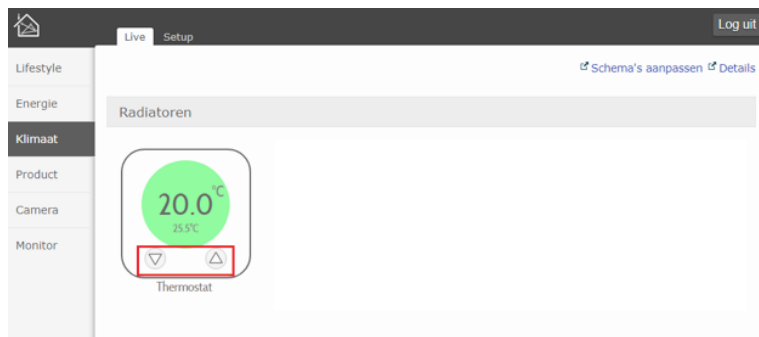 Log uit
Live Setup
Lifestyle
Schema's aanpassen Details
Energie
Radiatoren
Klimaat
Product
Camera
Monitor
20.0°C
25.5°C
Thermostat